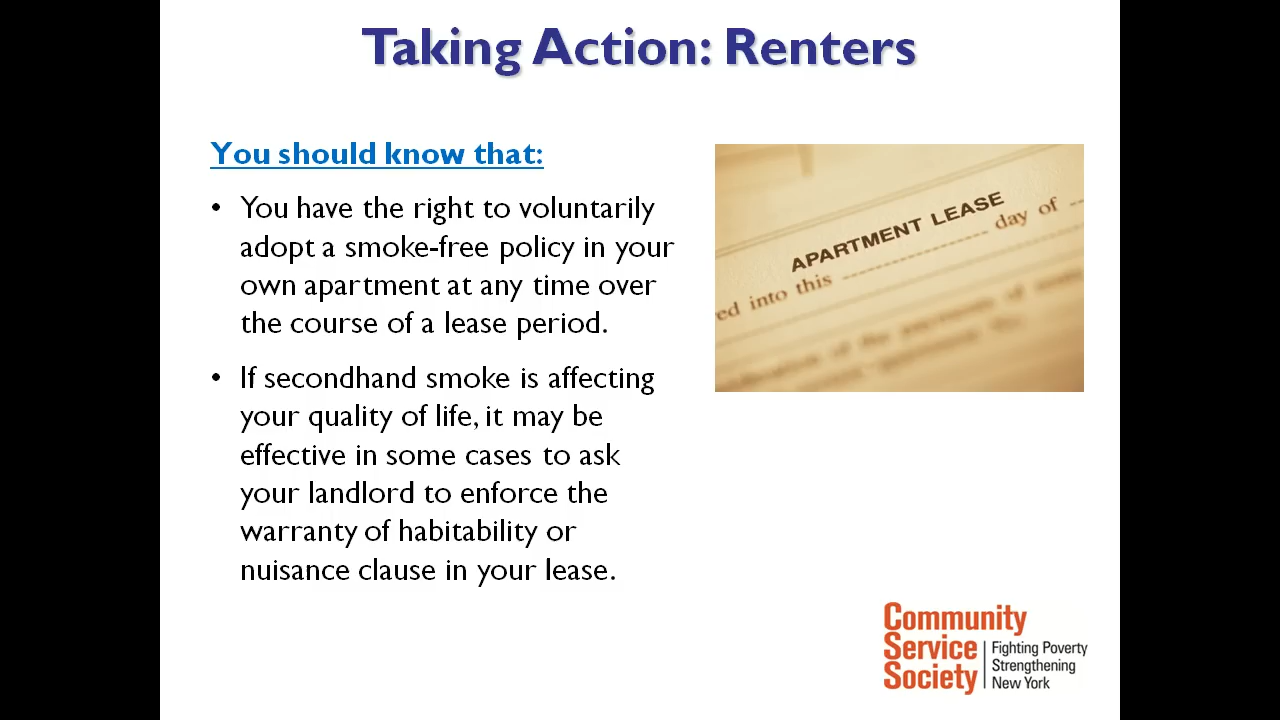 Taking Action: Renters
You should know that:
• You have the right to voluntarily
adopt a smoke-free policy in your
own apartment at any time over
the course of a lease period.
• If secondhand smoke is affecting
your quality of life, it may be
effective in some cases to ask
your landlord to enforce the
warranty of habitability or
nuisance clause in your lease.
APARTMENT LEASE
red into this day of
Community
Service
Society
Fighting Poverty
Strengthening
New York